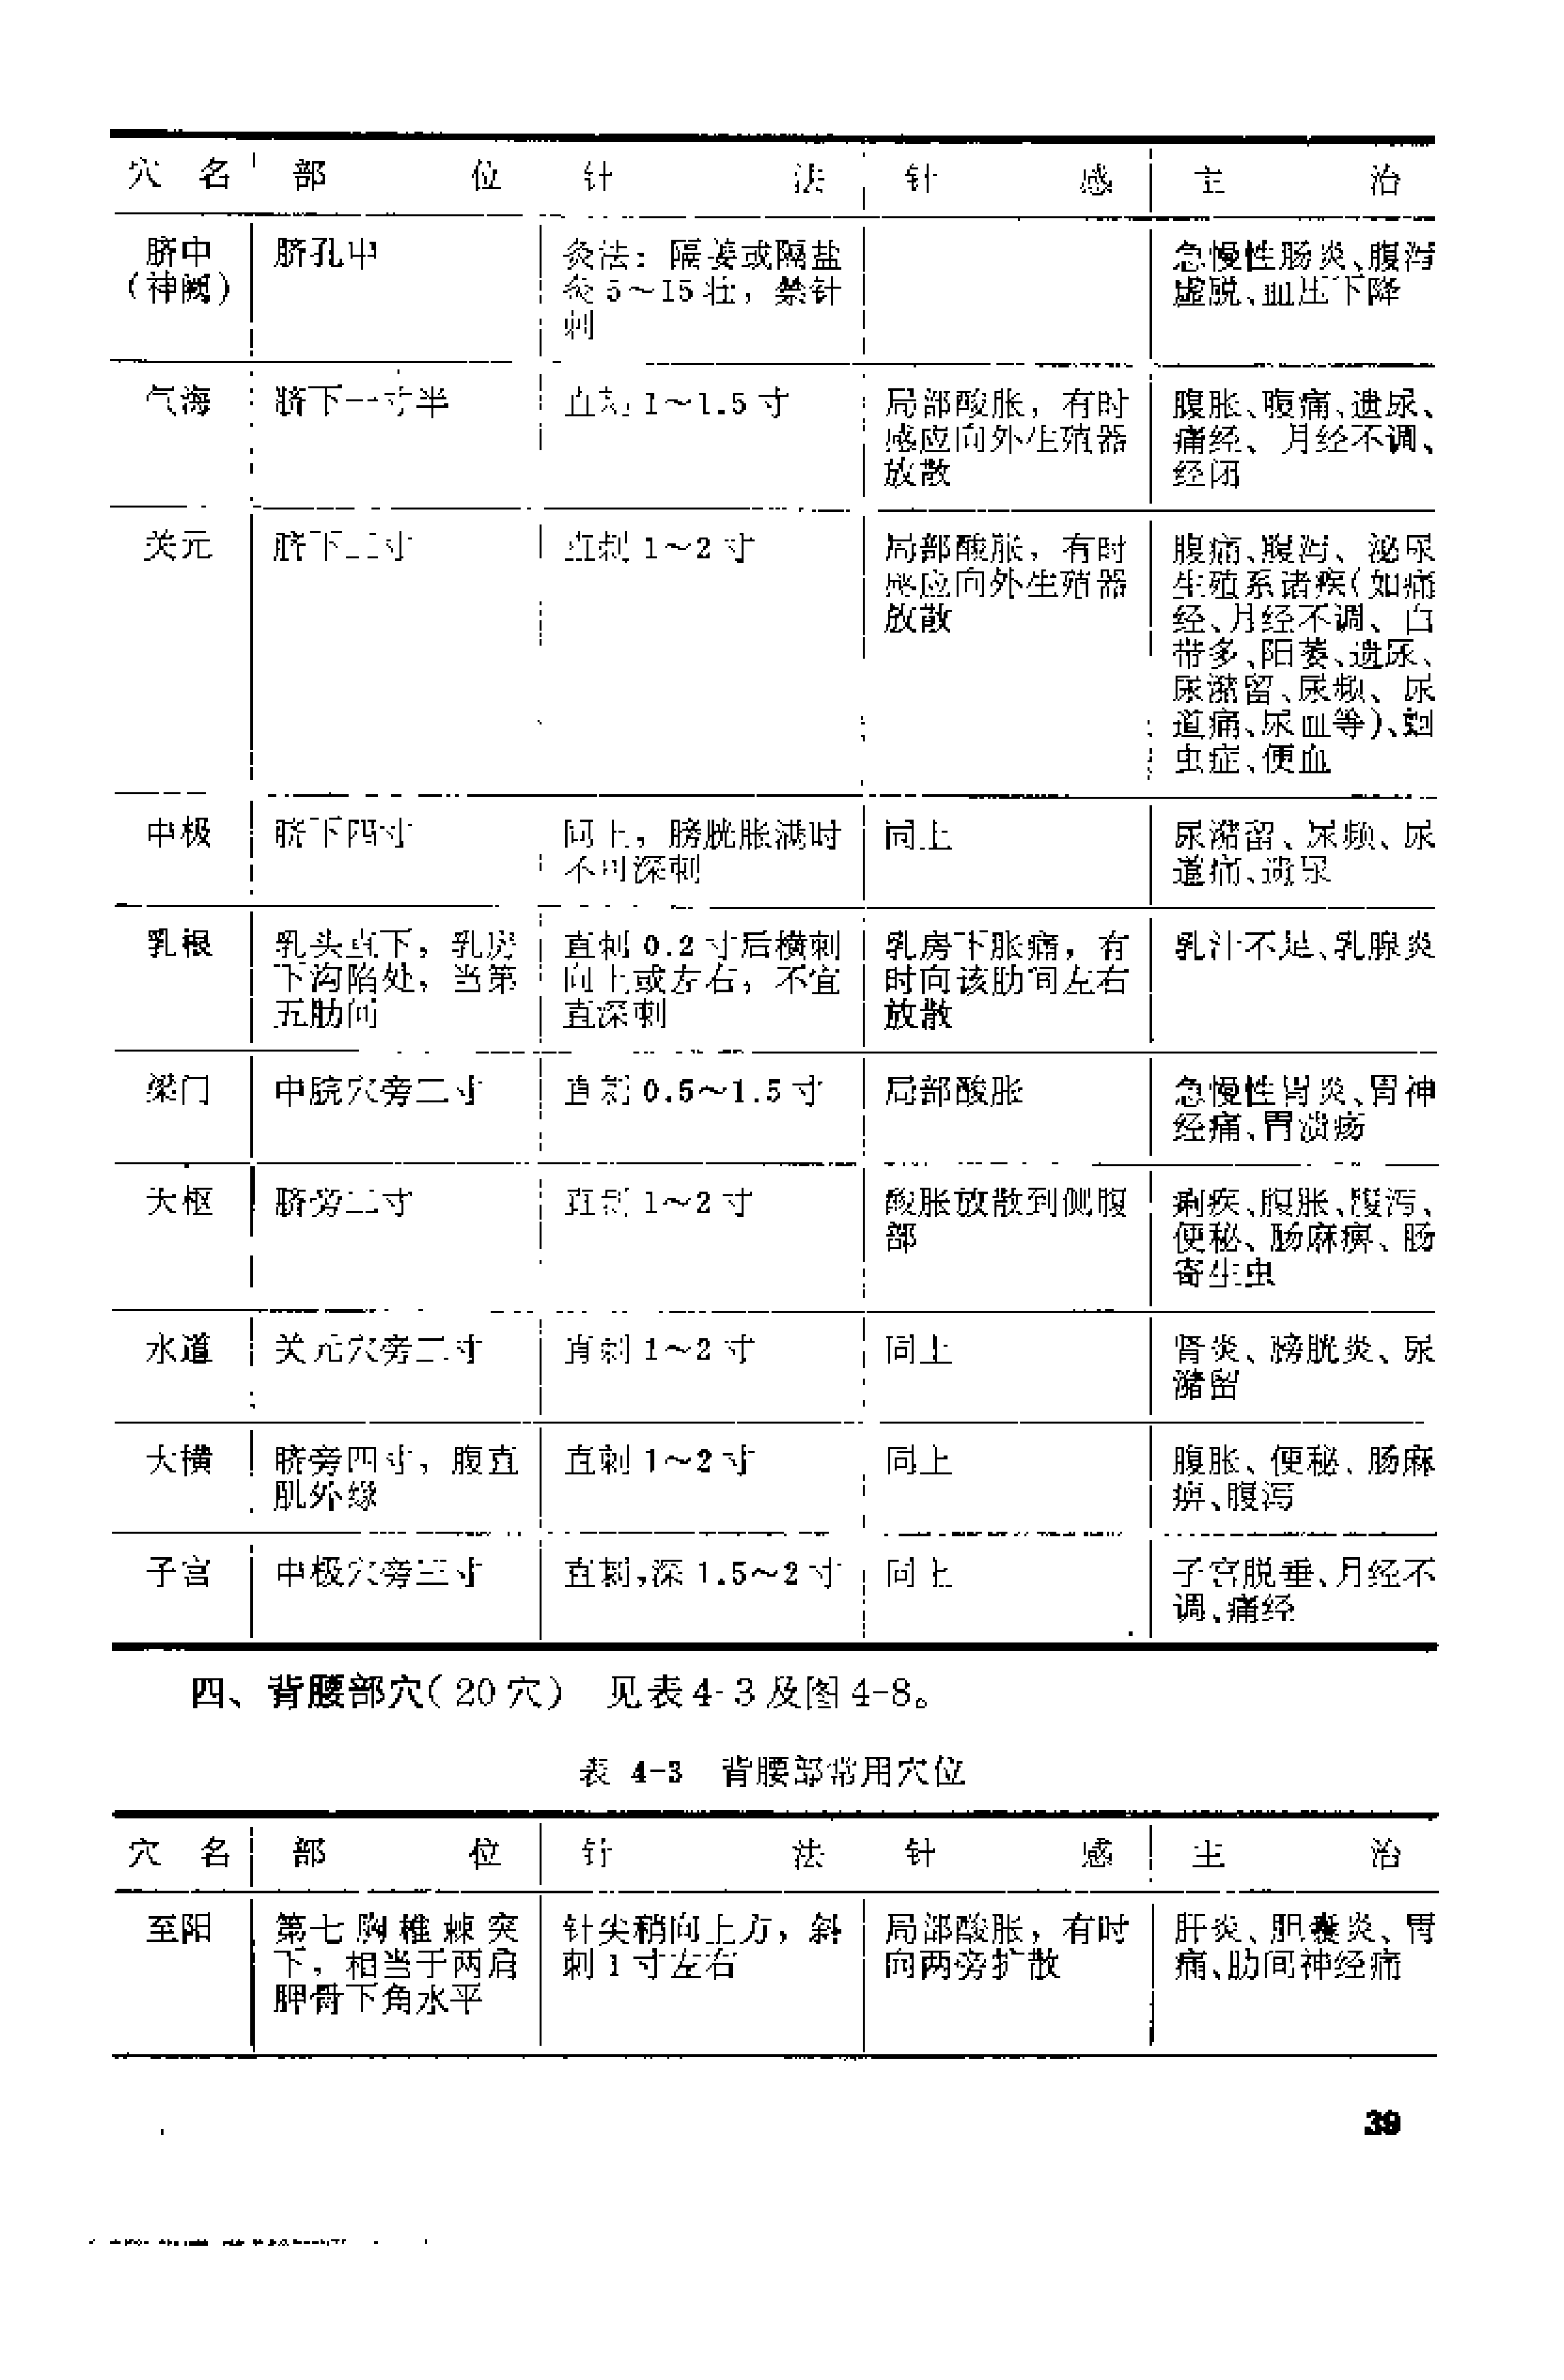 穴 名 部 位 针 法 针 感 主 治
脐中 脐孔中 灸法：隔姜或隔盐 急慢性肠炎、腹泻
（神阙） 灸5～15壮，禁针 虚脱、血压下降
刺
气海 脐下一寸半 直刺1～1.5寸 局部酸胀，有时 腹胀、腹痛、遗尿、
感应向外生殖器 痛经、月经不调、
放散 经闭
关元 脐下三寸 直刺1～2寸 局部酸胀，有时 腹痛、腹泻、泌尿
感应向外生殖器 生殖系诸疾（如痛
放散 经、月经不调、白
带多、阳萎、遗尿、
尿潴留、尿频、尿
道痛、尿血等）、蛔
虫症、便血
中极 脐下四寸 同上，膀胱胀满时 同上 尿潴留、尿频、尿
不可深刺 道痛、遗尿
乳根 乳头直下，乳房 直刺0.2寸后横刺 乳房下胀痛，有 乳汁不足、乳腺炎
下沟陷处，当第 向上或左右，不宜 时向该肋间左右
五肋间 直深刺 放散
梁门 中脘穴旁二寸 直刺0.5～1.5寸 局部酸胀 急慢性胃炎、胃神
经痛、胃溃疡
天枢 脐旁二寸 直刺1～2寸 酸胀放散到侧腹 痢疾、腹胀、腹泻、
部 便秘、肠麻痹、肠
寄生虫
水道 关元穴旁二寸 直刺1～2寸 同上 肾炎、膀胱炎、尿
潴留
大横 脐旁四寸，腹直 直刺1～2寸 同上 腹胀、便秘、肠麻
肌外缘 痹、腹泻
子宫 中极穴旁三寸 直刺，深1.5～2寸 同上 子宫脱垂、月经不
调、痛经
四、背腰部穴（20穴） 见表4-3及图4-8。
表 4-3 背腰部常用穴位
穴 名 部 位 针 法 针 感 主 治
至阳 第七胸椎棘突 针尖稍向上方，斜 局部酸胀，有时 肝炎、胆囊炎、胃
下，相当于两肩 刺1寸左右 向两旁扩散 痛、肋间神经痛
胛骨下角水平
39